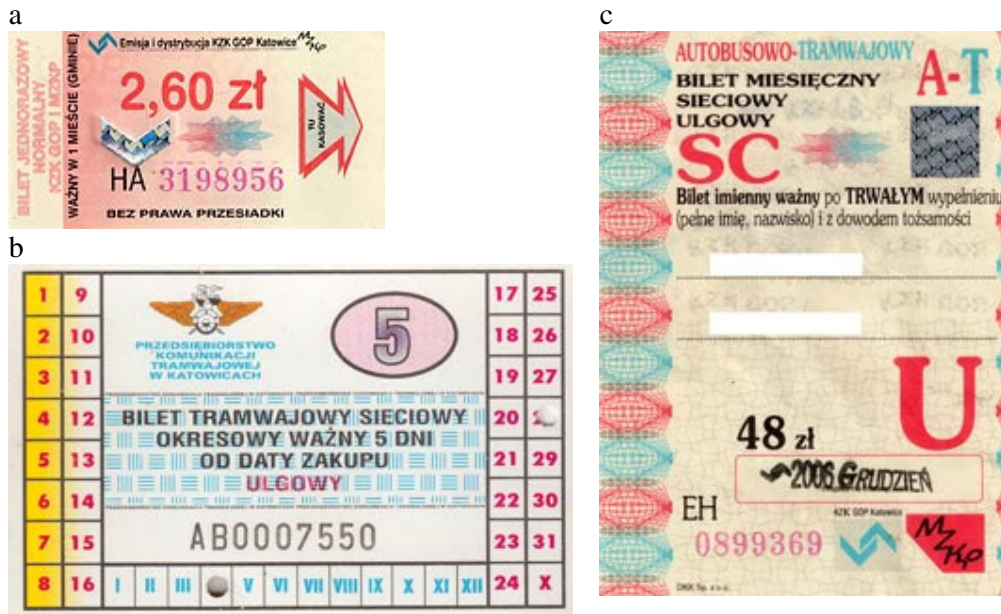 a
BILET JEDNORAZOWY
NORMALNY
KZK GOP I MZKP
WAŻNY W 1 MIEŚCIE (GMINIE)
Emisja i dystrybucja KZK GOP Katowice MZKP
2,60 zł
TU
KASOWAĆ
HA 3198956
BEZ PRAWA PRZESIADKI
b
1 9
2 10
3 11
4 12
5 13
6 14
7 15
8 16
PRZEDSIĘBIORSTWO
KOMUNIKACJI
TRAMWAJOWEJ
W KATOWICACH
5
BILET TRAMWAJOWY SIECIOWY
OKRESOWY WAŻNY 5 DNI
OD DATY ZAKUPU
ULGOWY
AB0007550
I II III V VI VII VIII IX X XI XII
17 25
18 26
19 27
20
21 29
22 30
23 31
24 X
c
AUTOBUSOWO-TRAMWAJOWY
A-T
BILET MIESIĘCZNY
SIECIOWY
ULGOWY
SC
Bilet imienny ważny po TRWAŁYM wypełnieniu
(pełne imię, nazwisko) i z dowodem tożsamości
U
48 zł
2006 GRUDZIEŃ
EH
0899369
KZK GOP Katowice
MZKP